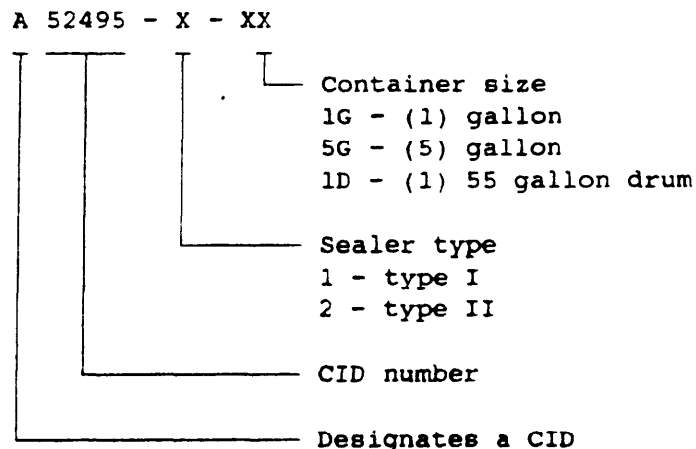 A 52495 - X - XX
Container size
1G - (1) gallon
5G - (5) gallon
1D - (1) 55 gallon drum
Sealer type
1 - type I
2 - type II
CID number
Designates a CID